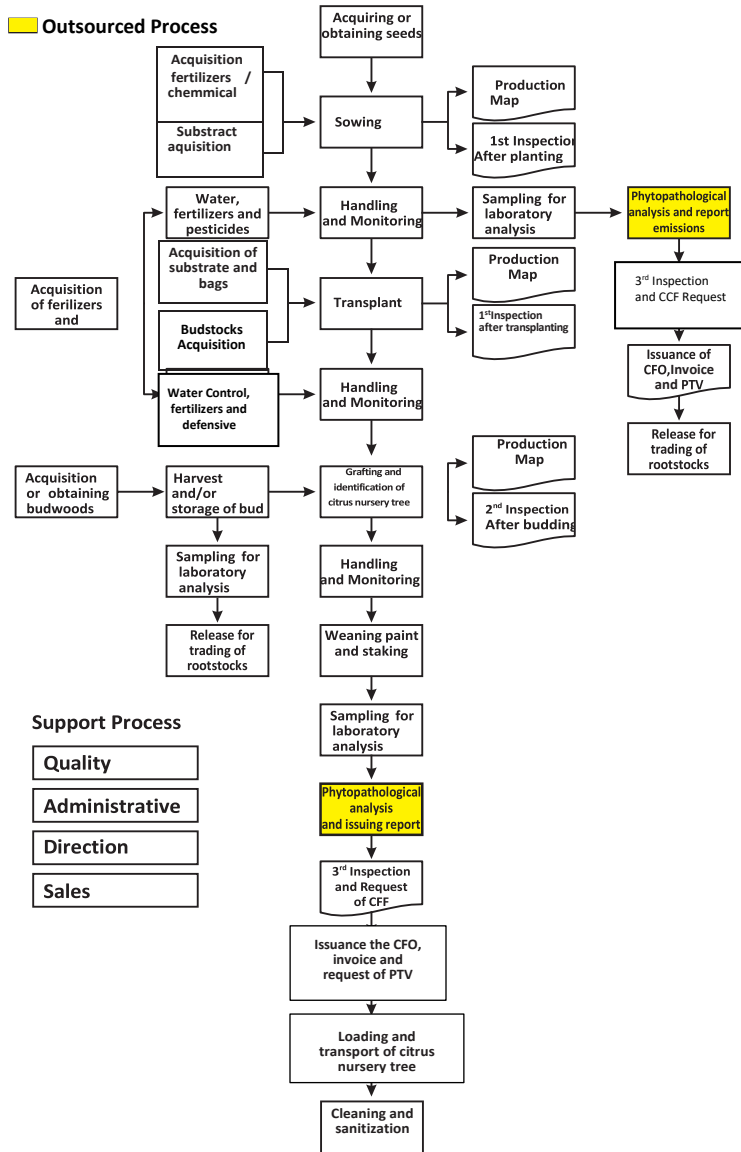 Outsourced Process
Acquiring or
obtaining seeds
Acquisition
fertilizers /
chemmical
Substract
aquisition
Sowing
Production
Map
1st Inspection
After planting
Water,
fertilizers and
pesticides
Handling
and Monitoring
Sampling for
laboratory
analysis
Phytopathological
analysis and report
emissions
Acquisition of
substrate and
bags
Acquisition
of ferilizers
and
Budstocks
Acquisition
Transplant
Production
Map
1st Inspection
after transplanting
3rd Inspection
and CCF Request
Issuance of
CFO,Invoice
and PTV
Release for
trading of
rootstocks
Water Control,
fertilizers and
defensive
Handling
and Monitoring
Acquisition
or obtaining
budwoods
Harvest
and/or
storage of bud
Grafting and
identification of
citrus nursery tree
Production
Map
2nd Inspection
After budding
Sampling for
laboratory
analysis
Release for
trading of
rootstocks
Handling
and Monitoring
Weaning paint
and staking
Sampling for
laboratory
analysis
Phytopathological
analysis
and issuing report
3rd Inspection
and Request
of CFF
Issuance the CFO,
invoice and
request of PTV
Loading and
transport of citrus
nursery tree
Cleaning and
sanitization
Support Process
Quality
Administrative
Direction
Sales